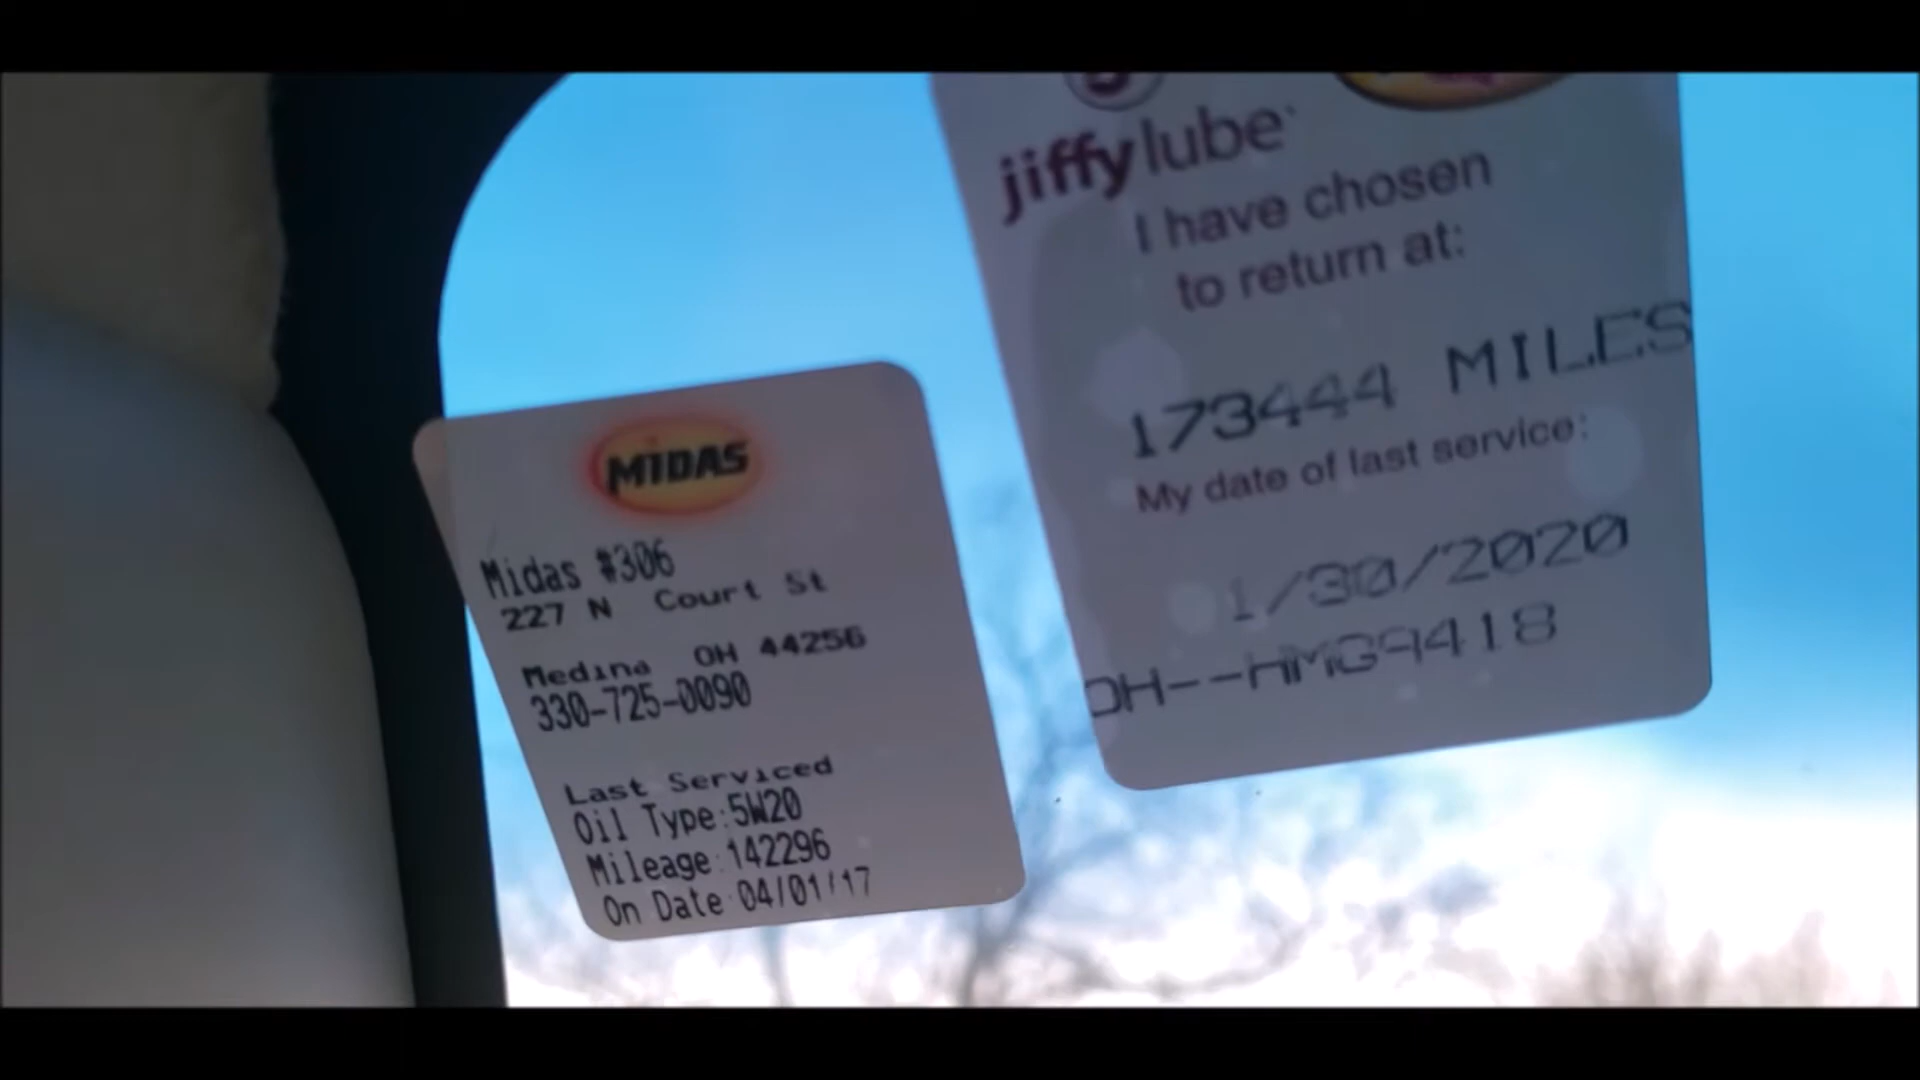 MIDAS
Midas #306
227 N Court St
Medina OH 44256
330-725-0090
Last Serviced
Oil Type:5W20
Mileage:142296
On Date 04/01/17
jiffy lube
I have chosen
to return at:
173444 MILES
My date of last service:
1/30/2020
OH--HMG9418